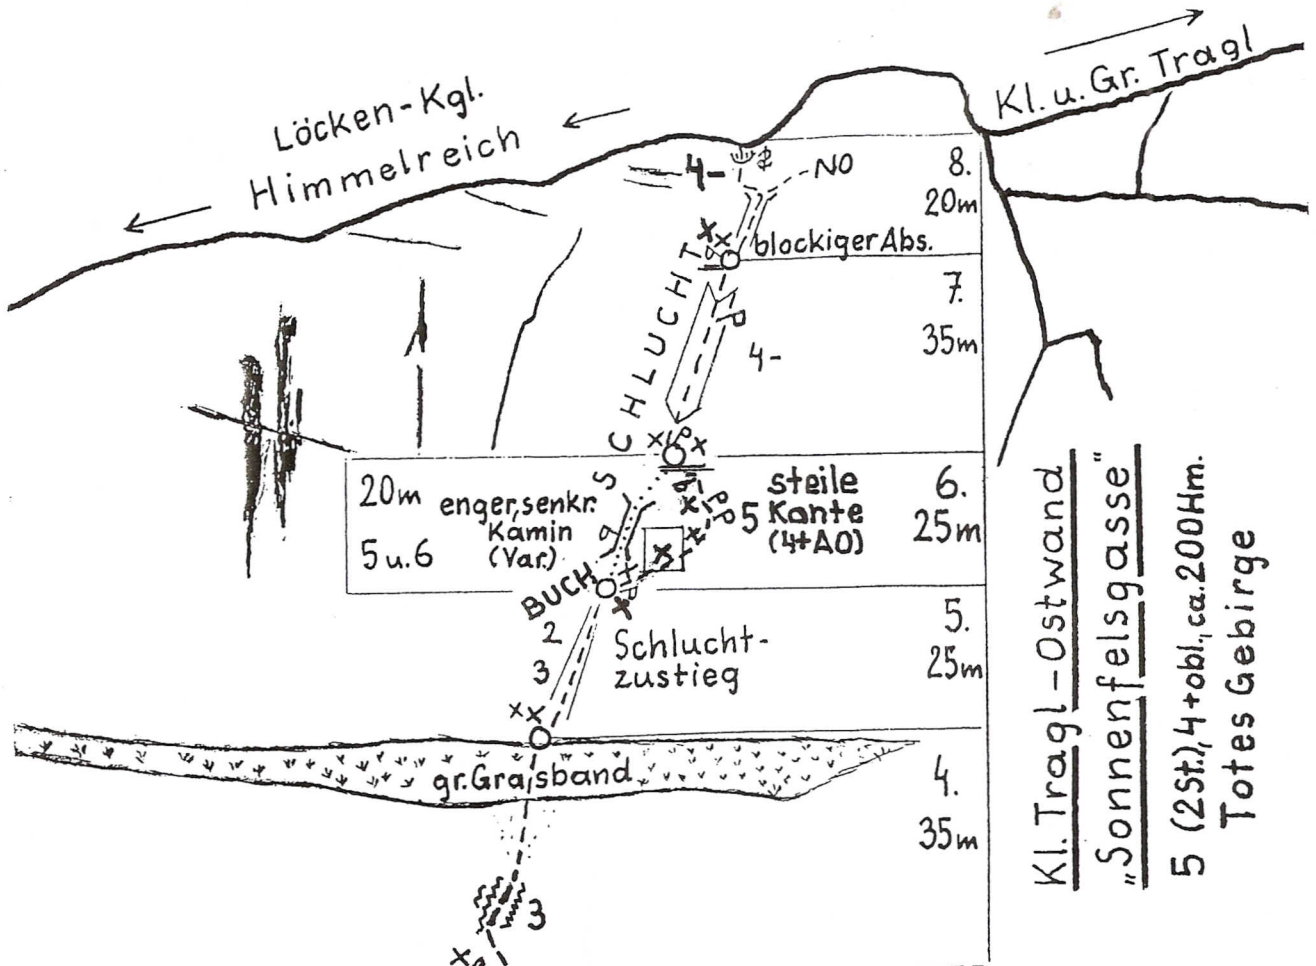 Löcken-Kgl.
Himmelreich
Kl. u. Gr. Tragl
4-
NO
8.
20m
blockiger Abs.
7.
35m
4-
SCHLUCHT
20m
5 u. 6
enger, senkr.
Kamin
(Var.)
5
steile
Kante
(4+A0)
6.
25m
BUCH
2
3
Schlucht-
zustieg
5.
25m
gr. Grasband
4.
35m
3
Kl. Tragl - Ostwand
„Sonnenfelsgasse"
5 (2St.), 4+obl., ca. 200Hm.
Totes Gebirge